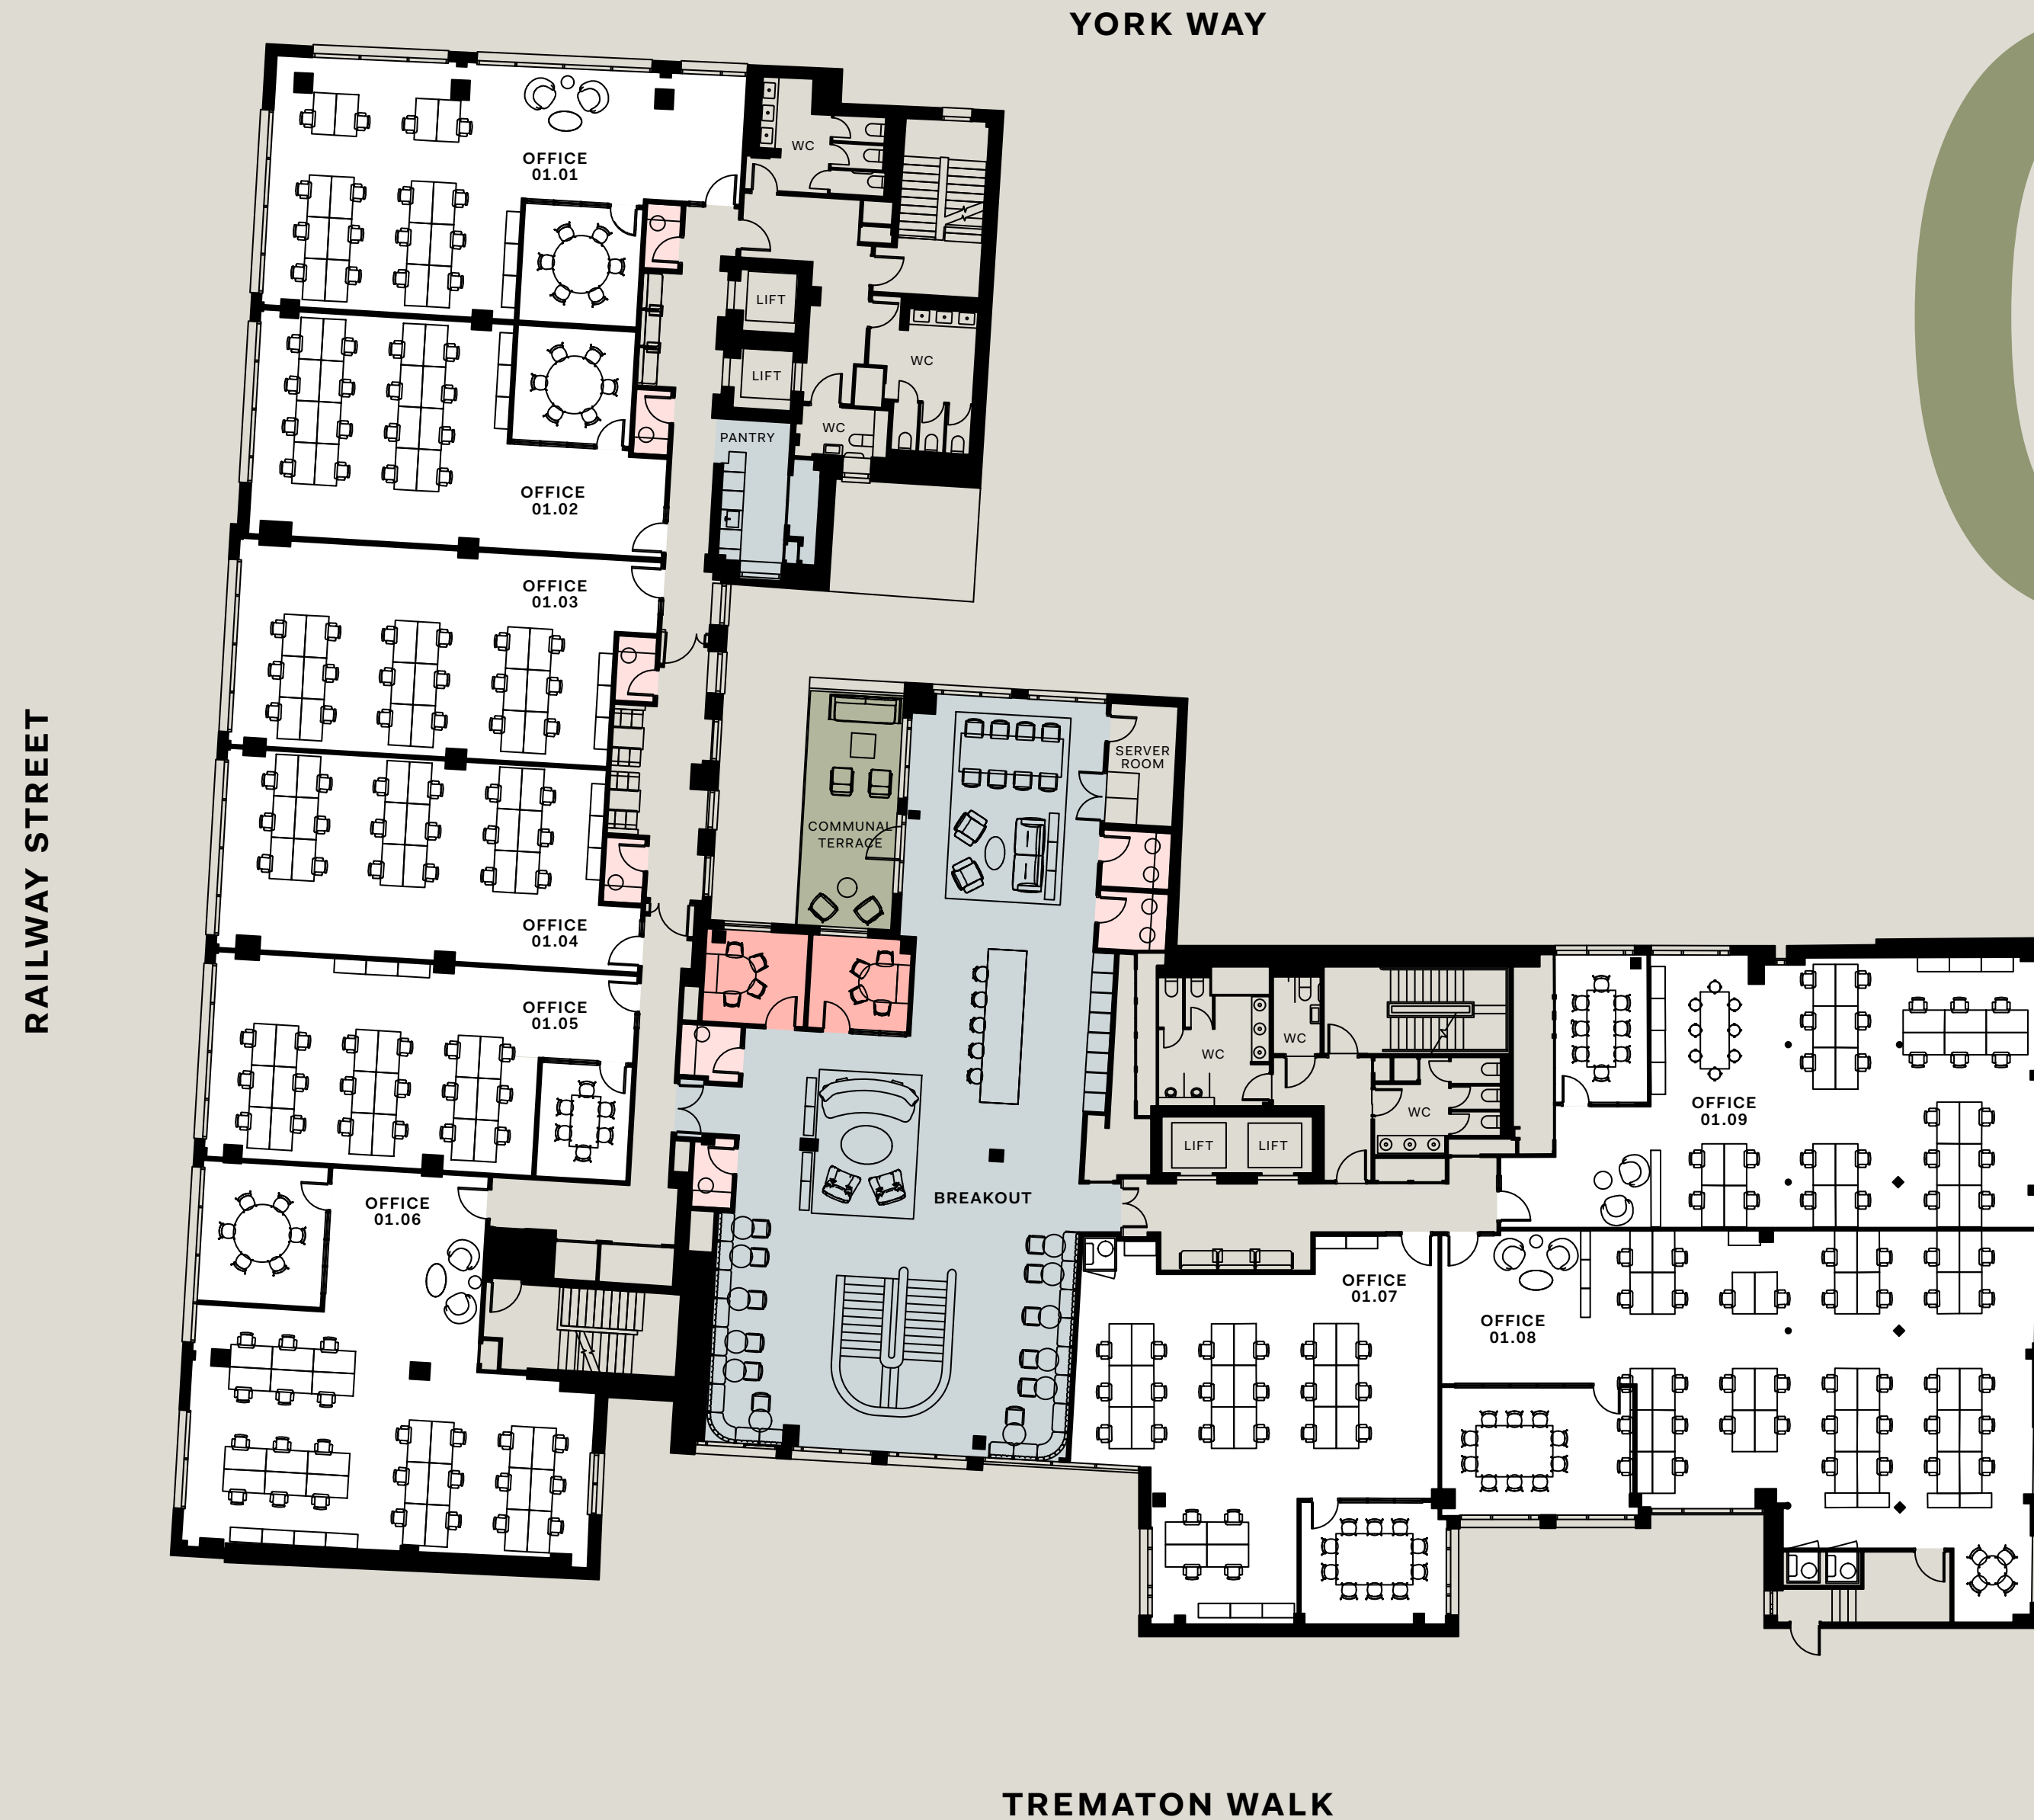 YORK WAY
OFFICE
01.01
WC
LIFT
LIFT
WC
WC
PANTRY
OFFICE
01.02
OFFICE
01.03
RAILWAY STREET
SERVER
ROOM
COMMUNAL
TERRACE
OFFICE
01.04
OFFICE
01.05
WC
WC
WC
LIFT
LIFT
OFFICE
01.09
OFFICE
01.06
BREAKOUT
OFFICE
01.07
OFFICE
01.08
TREMATON WALK